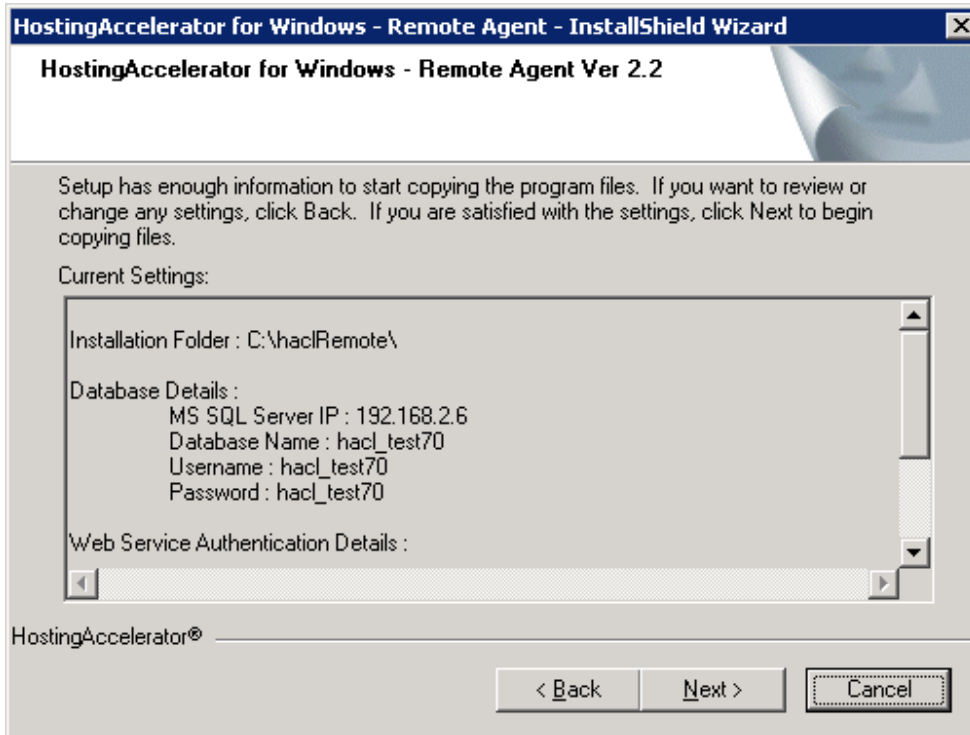 HostingAccelerator for Windows - Remote Agent - InstallShield Wizard
HostingAccelerator for Windows - Remote Agent Ver 2.2
Setup has enough information to start copying the program files. If you want to review or
change any settings, click Back. If you are satisfied with the settings, click Next to begin
copying files.
Current Settings:
Installation Folder : C:\haclRemote\
Database Details :
MS SQL Server IP : 192.168.2.6
Database Name : hacl_test70
Username : hacl_test70
Password : hacl_test70
Web Service Authentication Details :
HostingAccelerator®
< Back
Next >
Cancel